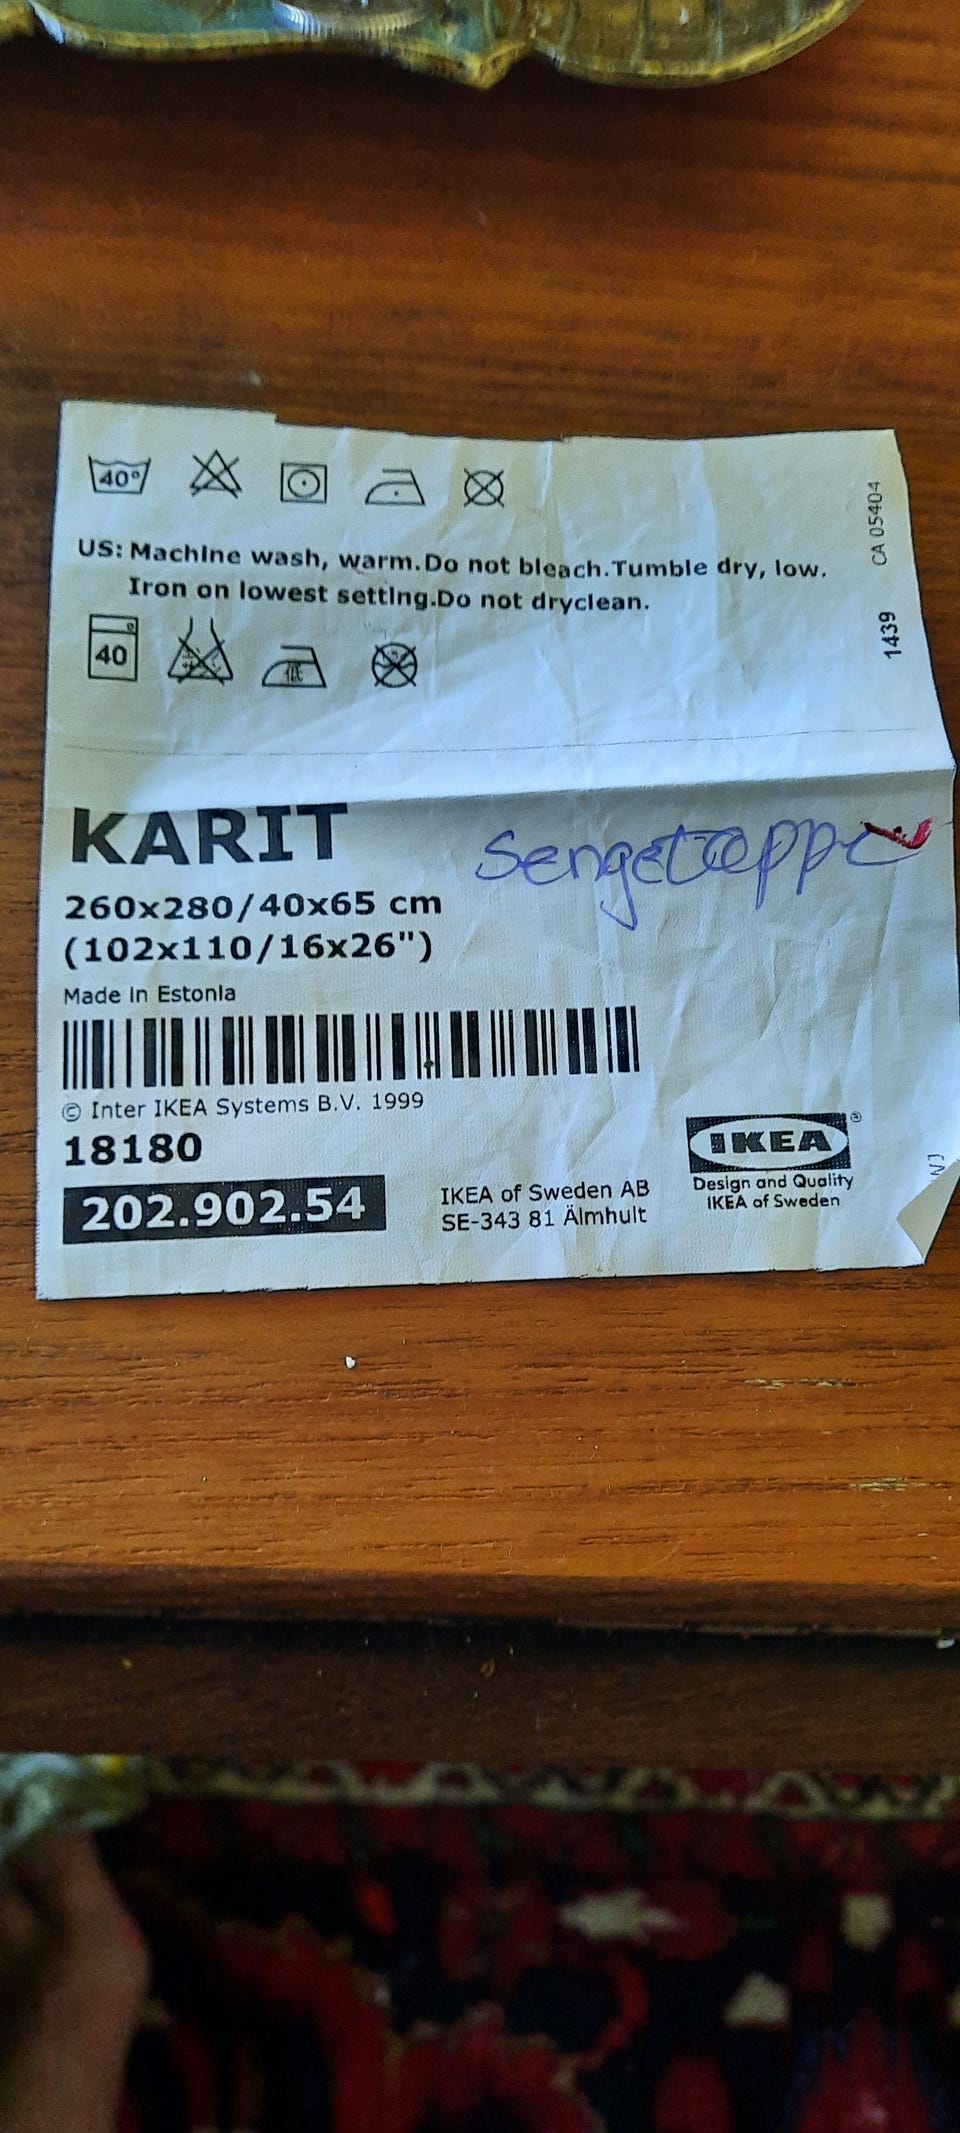 40°
CA 05404
US: Machine wash, warm.Do not bleach.Tumble dry, low.
Iron on lowest setting.Do not dryclean.
1439
40
KARIT
Sengetæppe
260x280/40x65 cm
(102x110/16x26")
Made in Estonia
© Inter IKEA Systems B.V. 1999
18180
202.902.54
IKEA of Sweden AB
SE-343 81 Älmhult
IKEA®
Design and Quality
IKEA of Sweden